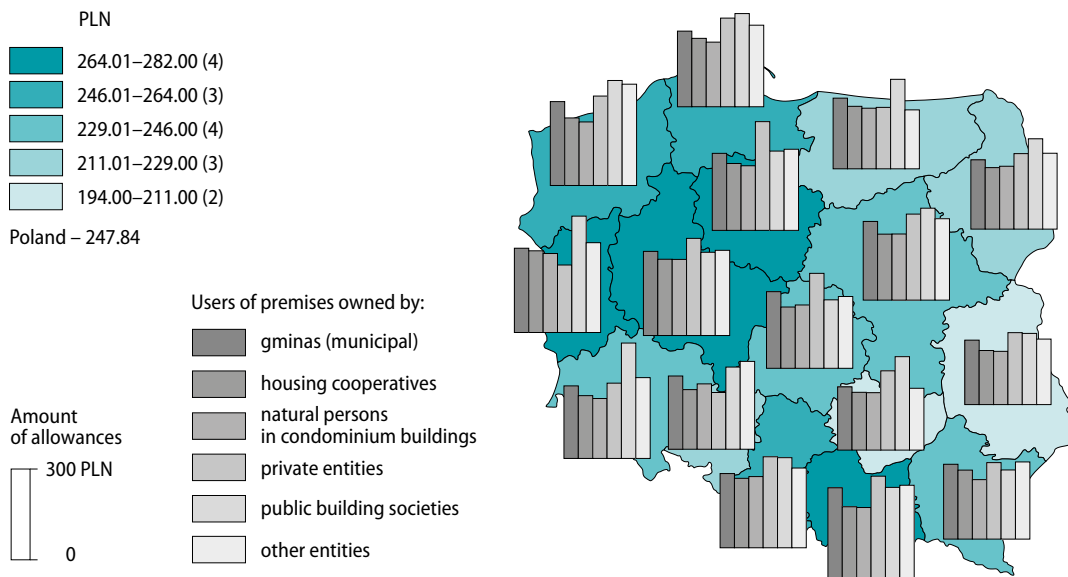 PLN
264.01–282.00 (4)
246.01–264.00 (3)
229.01–246.00 (4)
211.01–229.00 (3)
194.00–211.00 (2)
Poland – 247.84
Users of premises owned by:
gminas (municipal)
housing cooperatives
natural persons
in condominium buildings
private entities
public building societies
other entities
Amount
of allowances
300 PLN
0